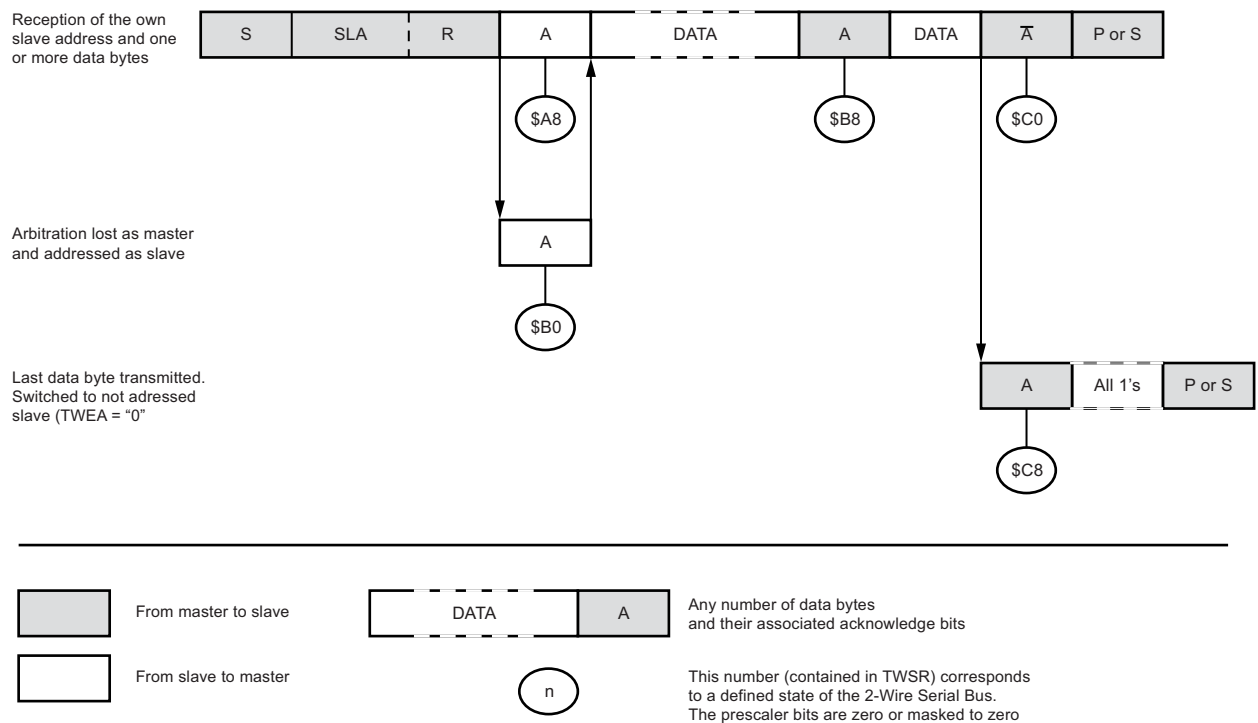 Reception of the own
slave address and one
or more data bytes
S SLA R A DATA A DATA A̅ P or S
$A8 $B8 $C0
Arbitration lost as master
and addressed as slave
A
$B0
Last data byte transmitted.
Switched to not adressed
slave (TWEA = “0”
A All 1's P or S
$C8
From master to slave
DATA A
Any number of data bytes
and their associated acknowledge bits
From slave to master
n
This number (contained in TWSR) corresponds
to a defined state of the 2-Wire Serial Bus.
The prescaler bits are zero or masked to zero